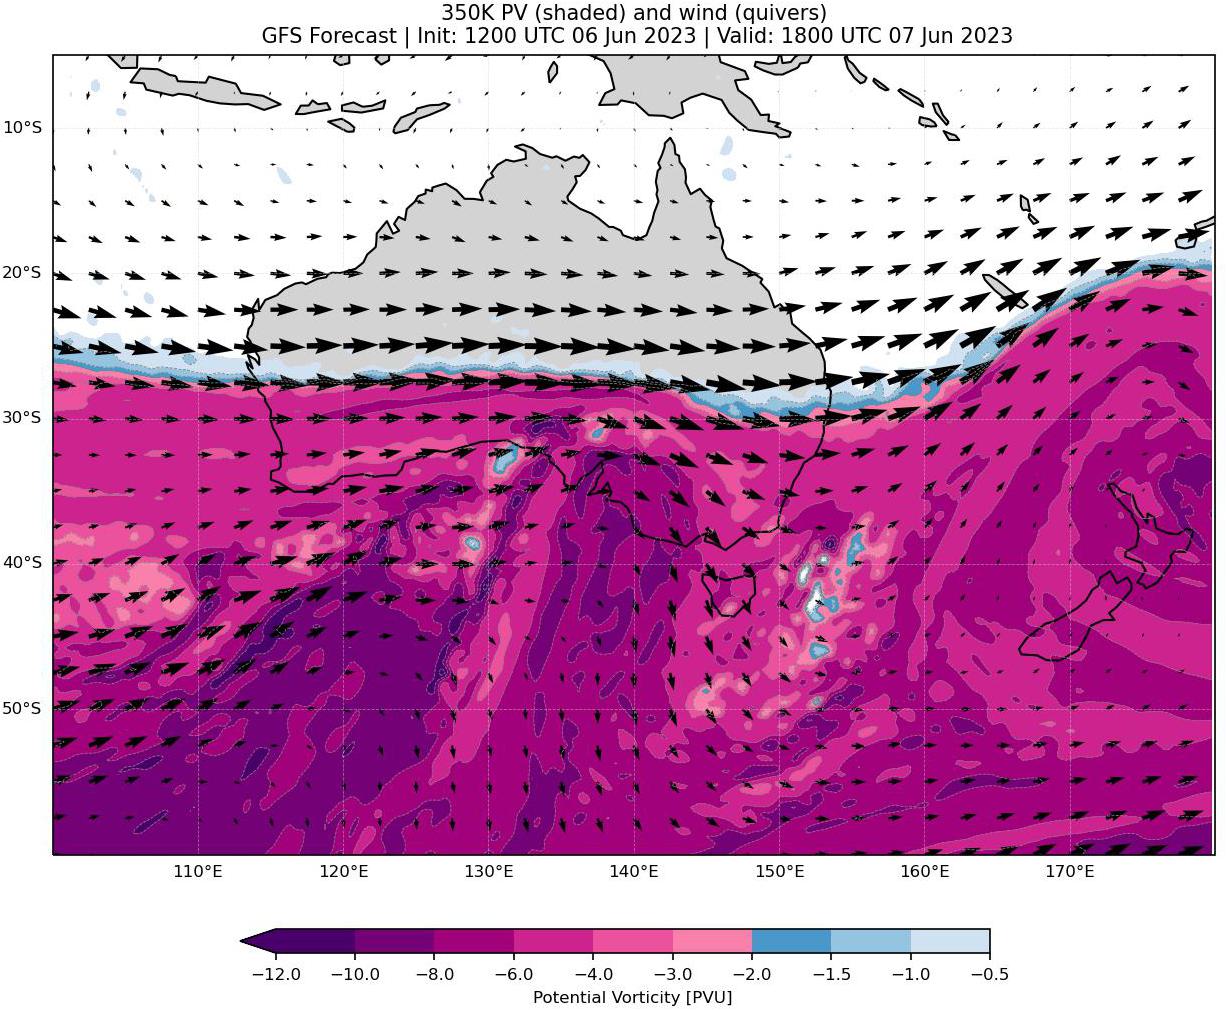 350K PV (shaded) and wind (quivers)
GFS Forecast | Init: 1200 UTC 06 Jun 2023 | Valid: 1800 UTC 07 Jun 2023
10°S
20°S
30°S
40°S
50°S
110°E 120°E 130°E 140°E 150°E 160°E 170°E
−12.0 −10.0 −8.0 −6.0 −4.0 −3.0 −2.0 −1.5 −1.0 −0.5
Potential Vorticity [PVU]